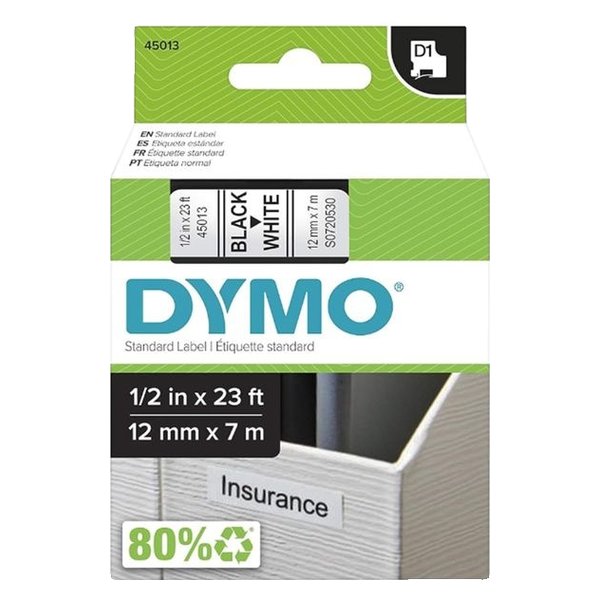 45013
D1
EN Standard Label
ES Etiqueta estándar
FR Étiquette standard
PT Etiqueta normal
1/2 in x 23 ft
45013
BLACK
WHITE
12 mm x 7 m
S0720530
DYMO®
Standard Label | Étiquette standard
1/2 in x 23 ft
12 mm x 7 m
Insurance
80%